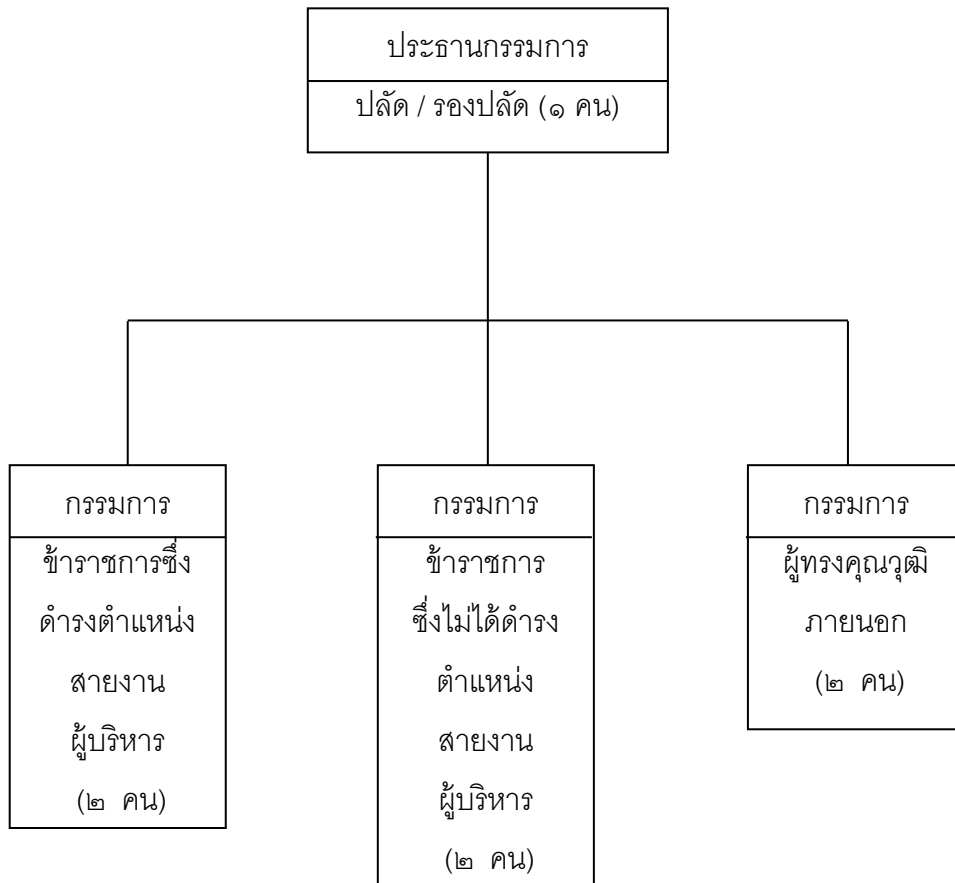 ประธานกรรมการ
ปลัด / รองปลัด (๑ คน)
กรรมการ
ข้าราชการซึ่ง
ดำรงตำแหน่ง
สายงาน
ผู้บริหาร
(๒ คน)
กรรมการ
ข้าราชการ
ซึ่งไม่ได้ดำรง
ตำแหน่ง
สายงาน
ผู้บริหาร
(๒ คน)
กรรมการ
ผู้ทรงคุณวุฒิ
ภายนอก
(๒ คน)